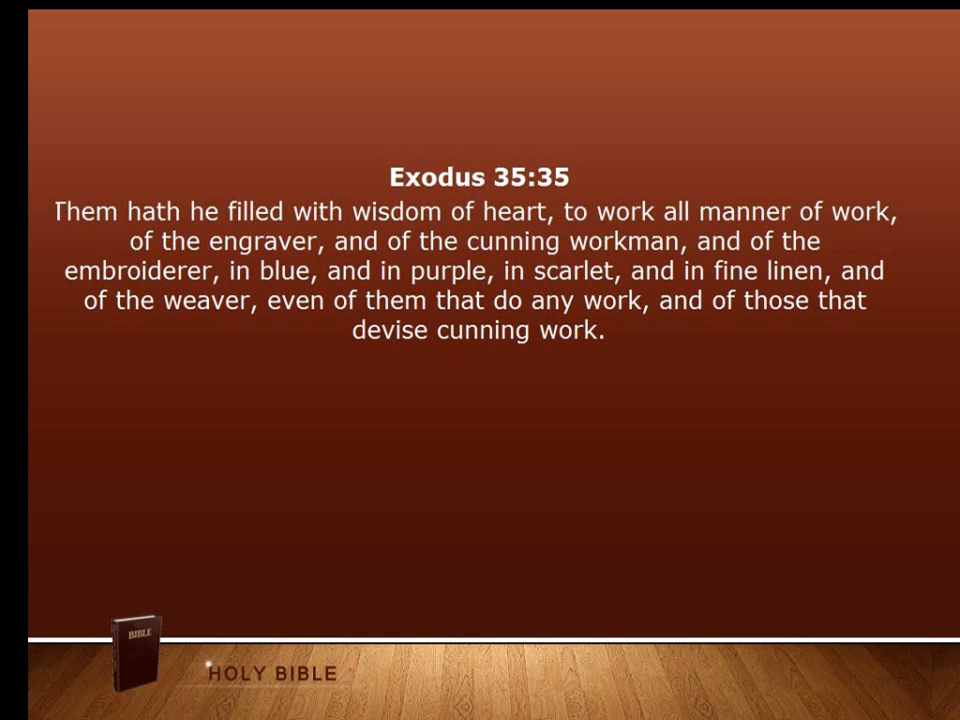 Exodus 35:35
Them hath he filled with wisdom of heart, to work all manner of work,
of the engraver, and of the cunning workman, and of the
embroiderer, in blue, and in purple, in scarlet, and in fine linen, and
of the weaver, even of them that do any work, and of those that
devise cunning work.
BIBLE
HOLY BIBLE